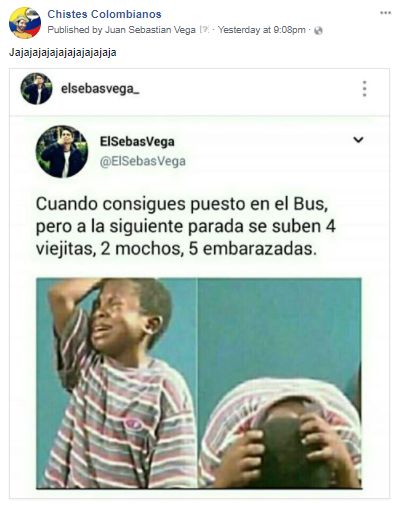 Chistes Colombianos
Published by Juan Sebastian Vega [?] · Yesterday at 9:08pm ·
Jajajajajajajajajajajaja
elsebasvega_
ElSebasVega
@ElSebasVega
Cuando consigues puesto en el Bus,
pero a la siguiente parada se suben 4
viejitas, 2 mochos, 5 embarazadas.